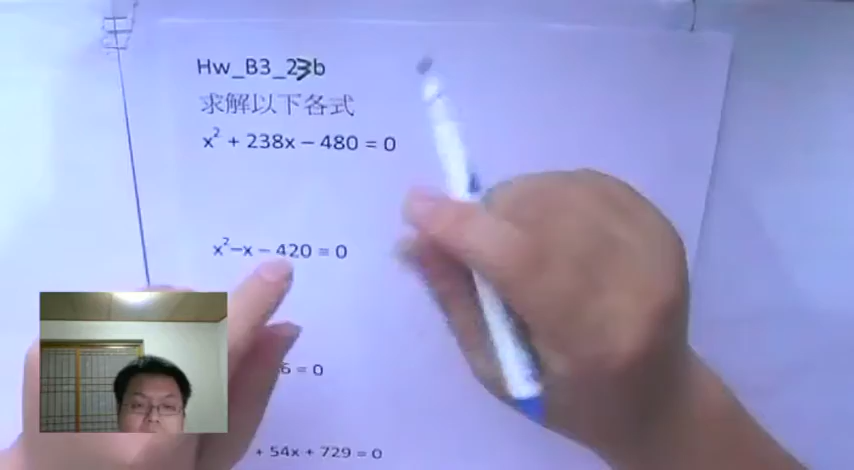 Hw_B3_23b
求解以下各式
x² + 238x − 480 = 0
x²−x − 420 = 0
6 = 0
+ 54x + 729 = 0